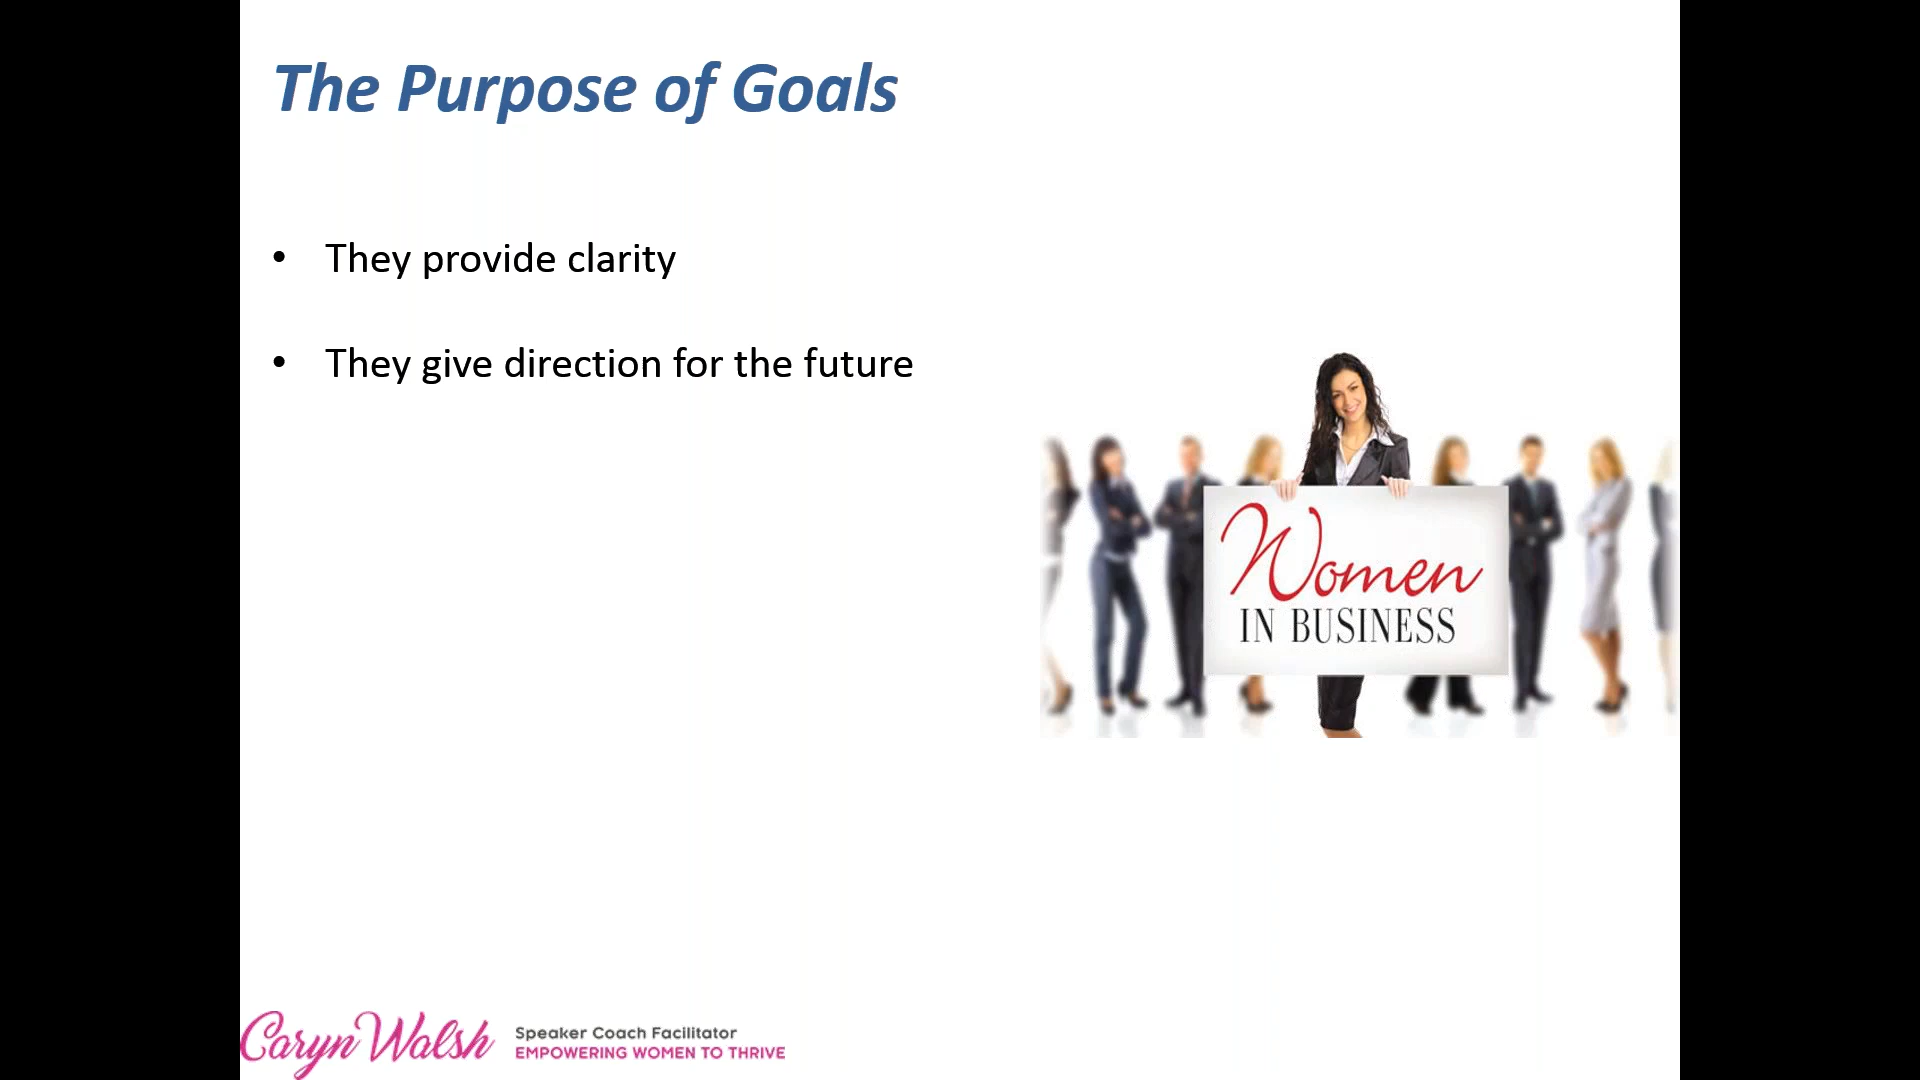 The Purpose of Goals
• They provide clarity
• They give direction for the future
Women
IN BUSINESS
Caryn Walsh
Speaker Coach Facilitator
EMPOWERING WOMEN TO THRIVE